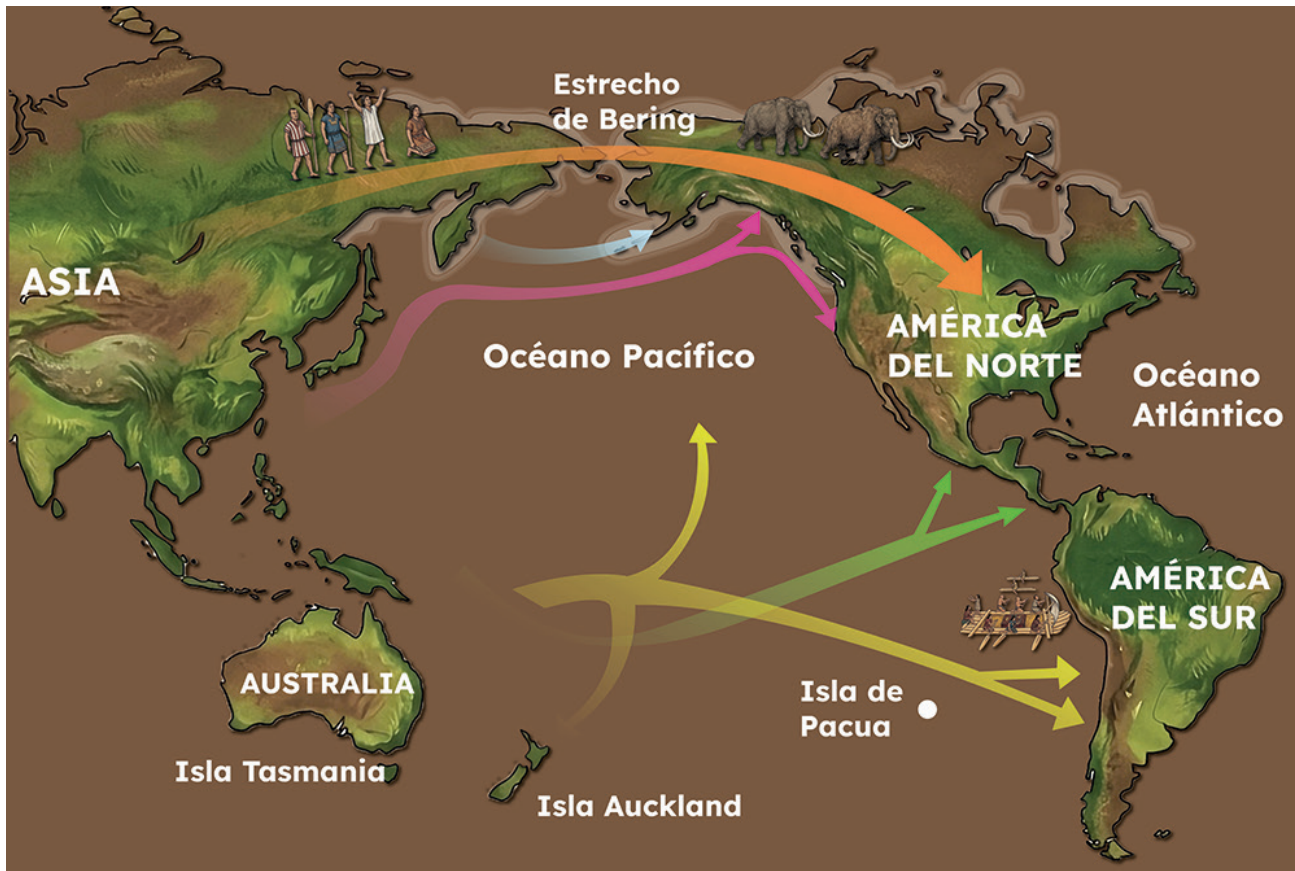 Estrecho
de Bering
ASIA
AMÉRICA
DEL NORTE
Océano Pacífico
Océano
Atlántico
AMÉRICA
DEL SUR
AUSTRALIA
Isla de
Pacua
Isla Tasmania
Isla Auckland